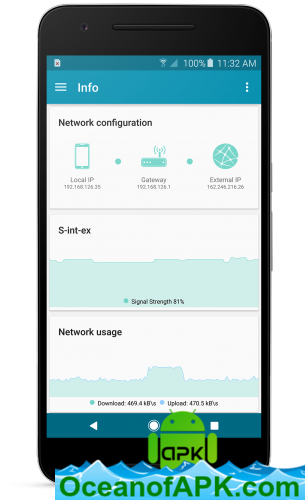 100% 11:32 AM
Info
Network configuration
Local IP Gateway External IP
192.168.126.35 192.168.126.1 162.246.216.26
S-int-ex
Signal Strength 81%
Network usage
Download: 469.4 kB\s Upload: 470.5 kB\s
APK
OceanofAPK.com